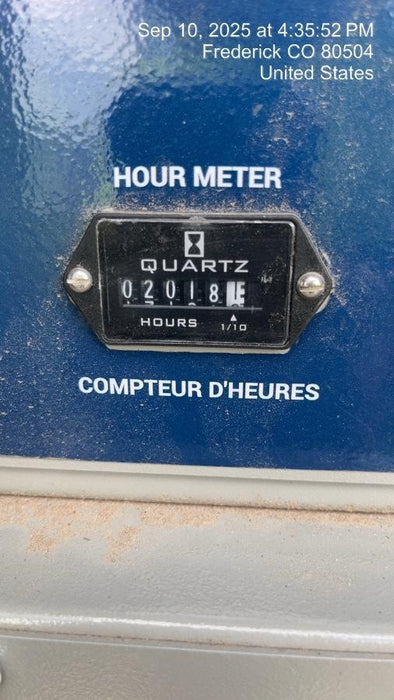 Sep 10, 2025 at 4:35:52 PM
Frederick CO 80504
United States
HOUR METER
QUARTZ
02018
HOURS 1/10
COMPTEUR D'HEURES